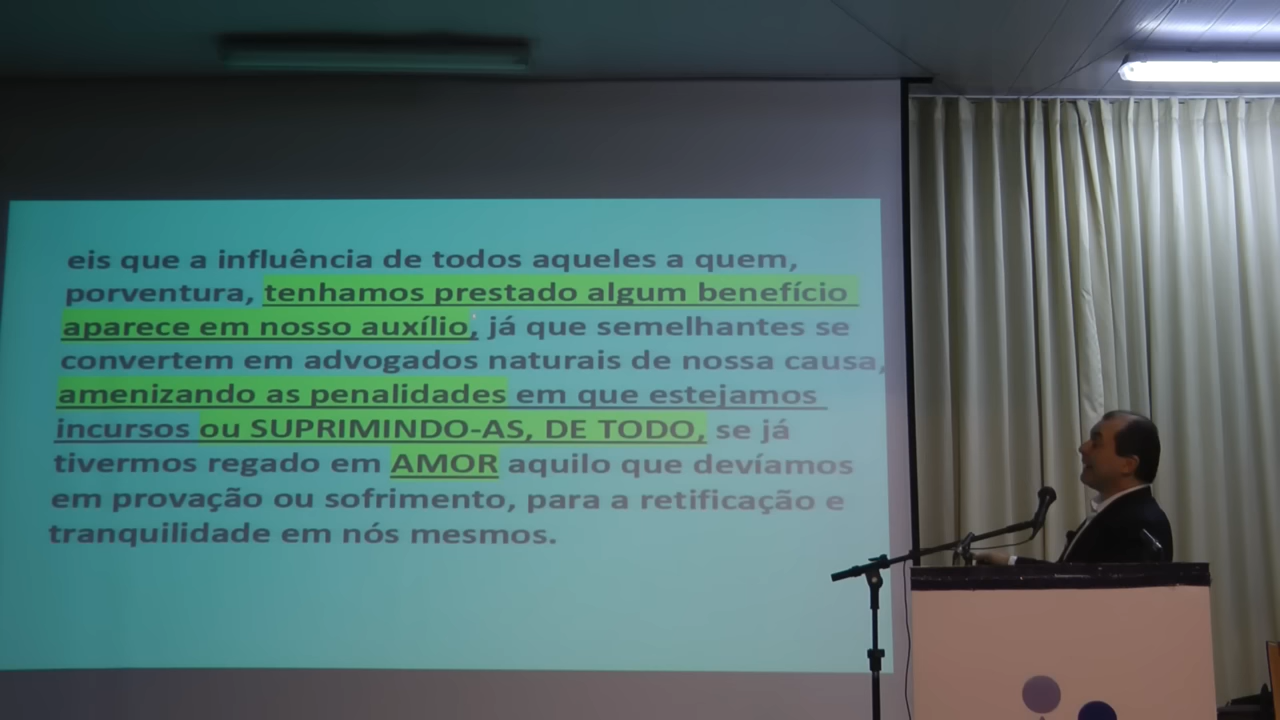 eis que a influência de todos aqueles a quem,
porventura, tenhamos prestado algum benefício
aparece em nosso auxílio, já que semelhantes se
convertem em advogados naturais de nossa causa,
amenizando as penalidades em que estejamos
incursos ou SUPRIMINDO-AS, DE TODO, se já
tivermos regado em AMOR aquilo que devíamos
em provação ou sofrimento, para a retificação e
tranquilidade em nós mesmos.